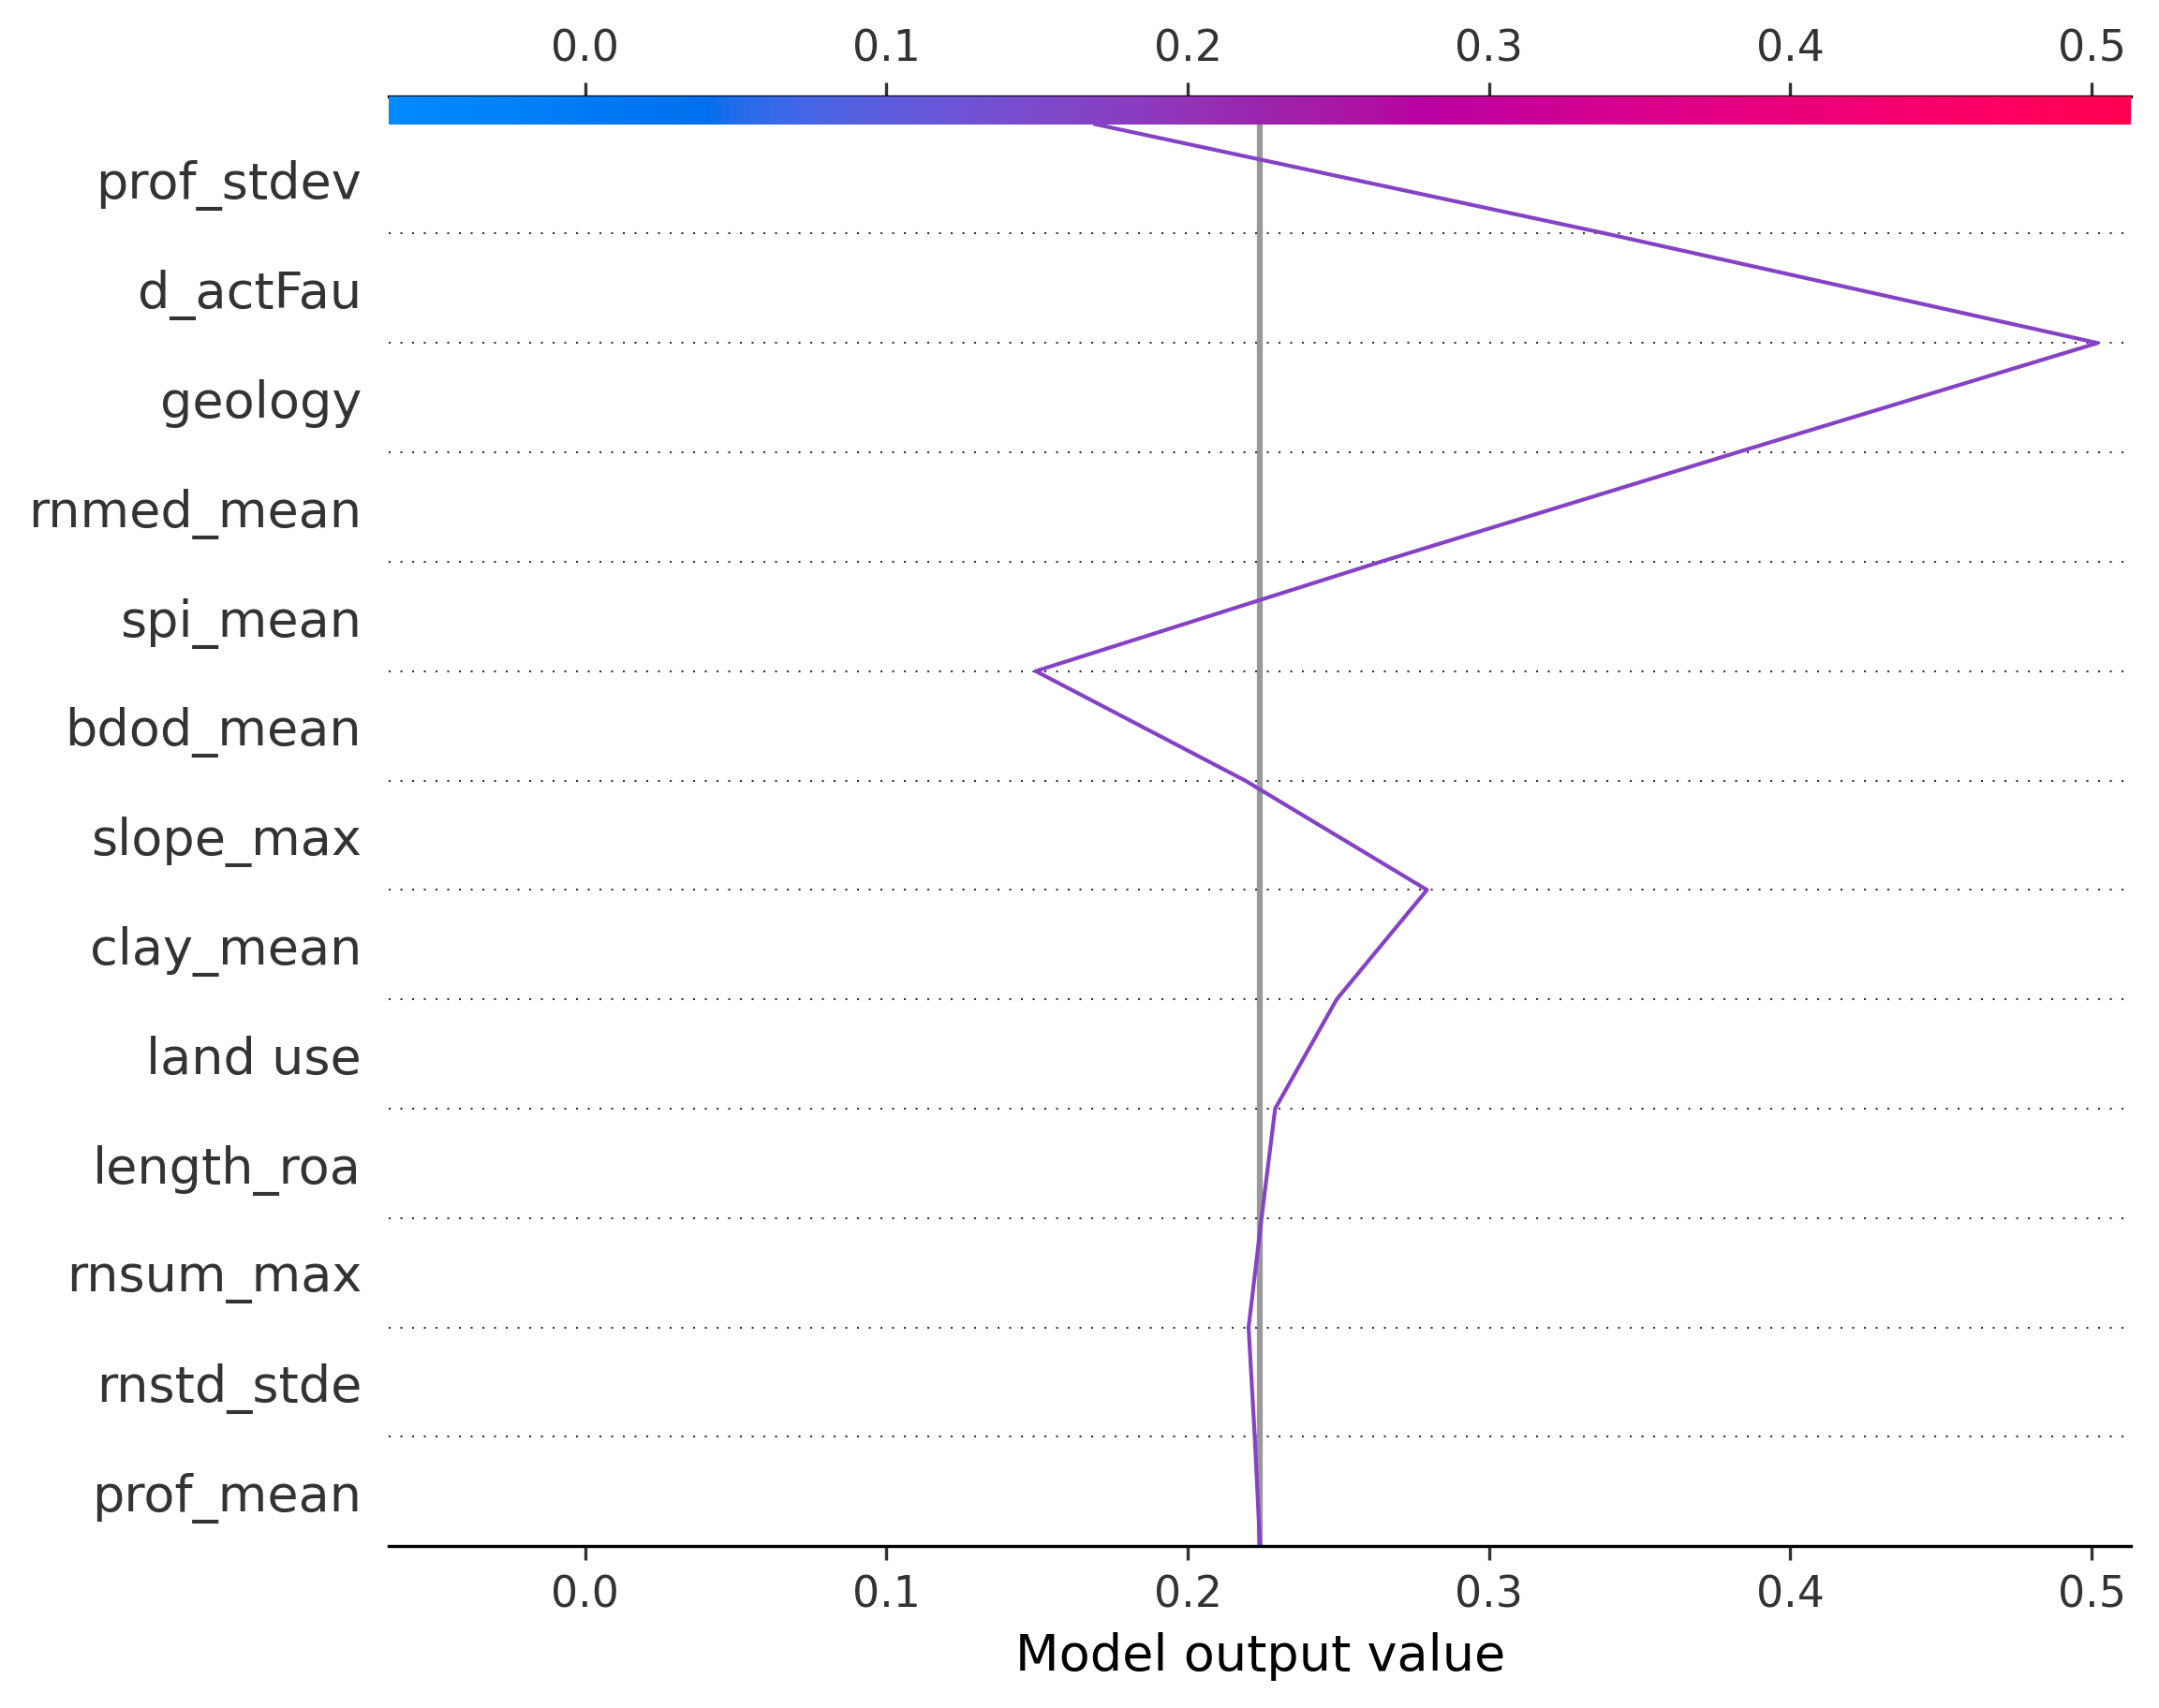 0.0 0.1 0.2 0.3 0.4 0.5
prof_stdev
d_actFau
geology
rnmed_mean
spi_mean
bdod_mean
slope_max
clay_mean
land use
length_roa
rnsum_max
rnstd_stde
prof_mean
0.0 0.1 0.2 0.3 0.4 0.5
Model output value